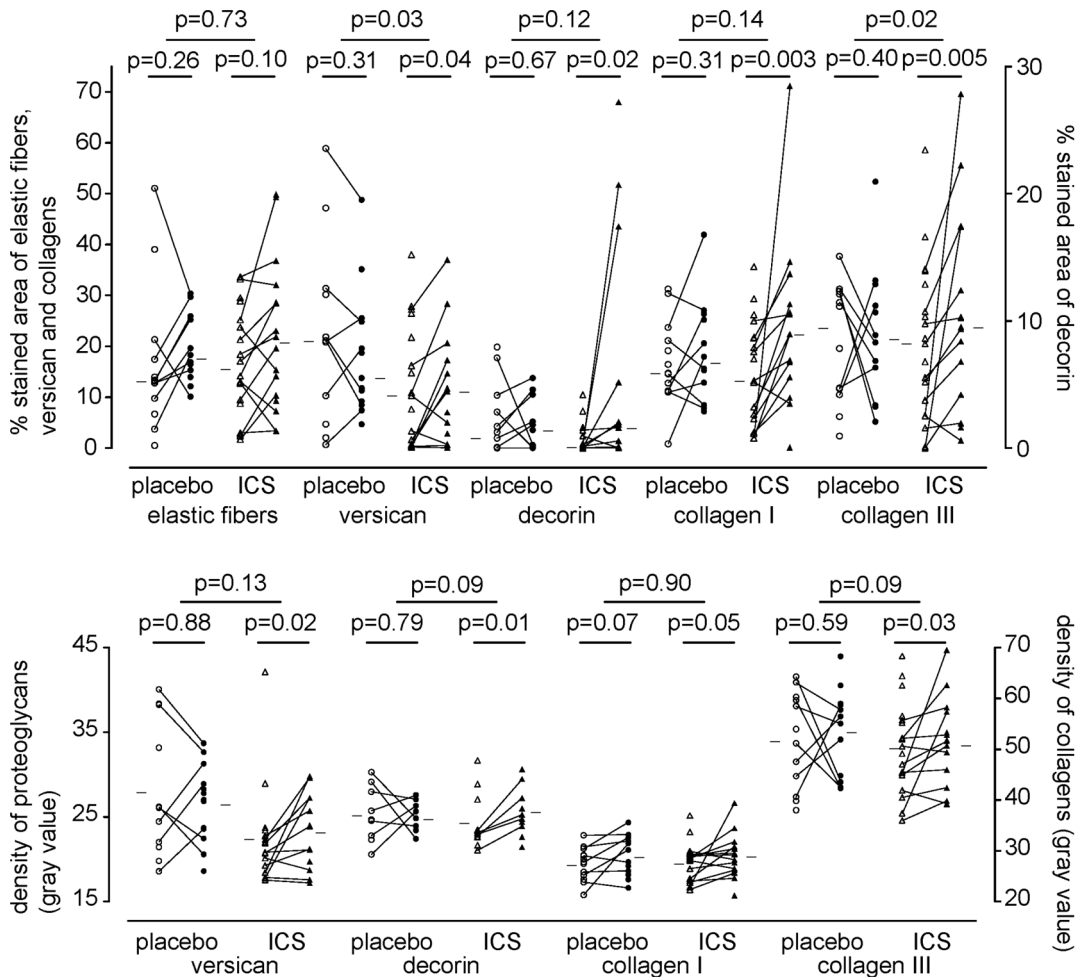 p=0.73 p=0.03 p=0.12 p=0.14 p=0.02
p=0.26 p=0.10 p=0.31 p=0.04 p=0.67 p=0.02 p=0.31 p=0.003 p=0.40 p=0.005
% stained area of elastic fibers,
versican and collagens
70
60
50
40
30
20
10
0
30
20
10
0
% stained area of decorin
placebo ICS placebo ICS placebo ICS placebo ICS placebo ICS
elastic fibers versican decorin collagen I collagen III
p=0.13 p=0.09 p=0.90 p=0.09
p=0.88 p=0.02 p=0.79 p=0.01 p=0.07 p=0.05 p=0.59 p=0.03
density of proteoglycans
(gray value)
45
35
25
15
70
60
50
40
30
20
density of collagens (gray value)
placebo ICS placebo ICS placebo ICS placebo ICS
versican decorin collagen I collagen III